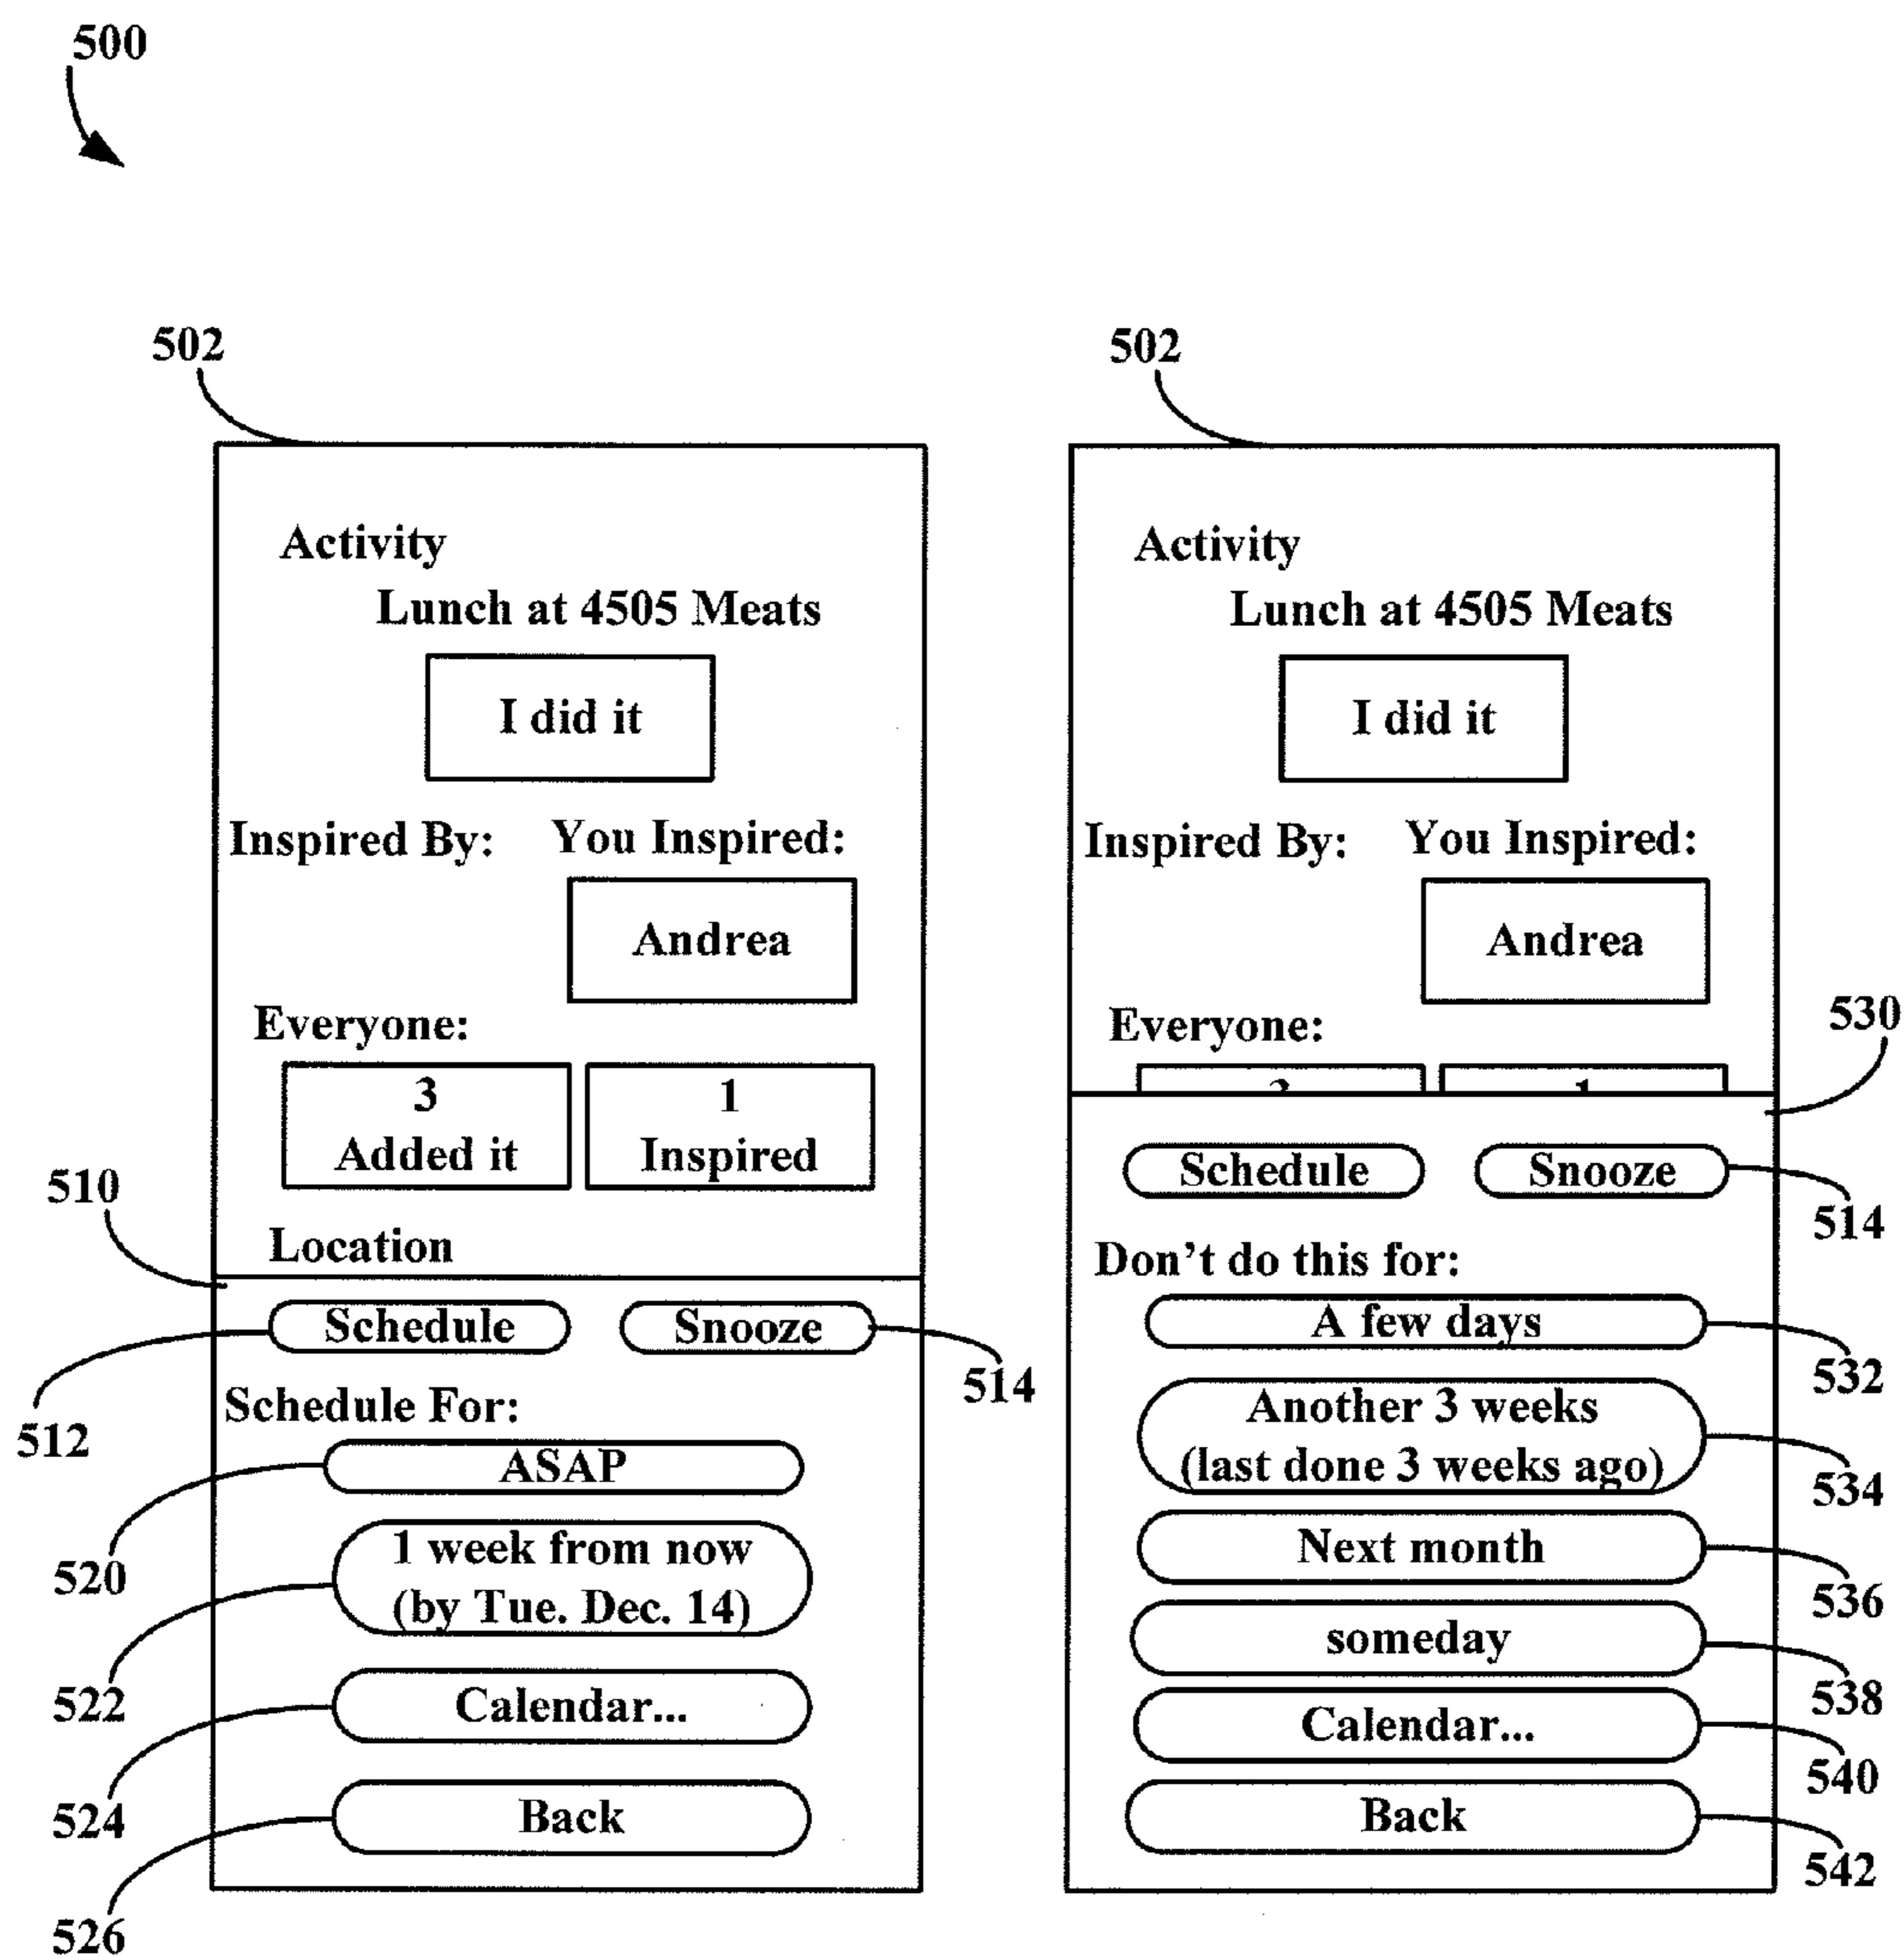 500
502
Activity
Lunch at 4505 Meats
I did it
Inspired By: You Inspired:
Andrea
Everyone:
3
Added it
1
Inspired
Location
510
Schedule
Snooze
512
514
Schedule For:
ASAP
520
1 week from now
(by Tue. Dec. 14)
522
Calendar...
524
Back
526
502
Activity
Lunch at 4505 Meats
I did it
Inspired By: You Inspired:
Andrea
Everyone:
530
Schedule
Snooze
514
Don't do this for:
A few days
532
Another 3 weeks
(last done 3 weeks ago)
534
Next month
536
someday
538
Calendar...
540
Back
542